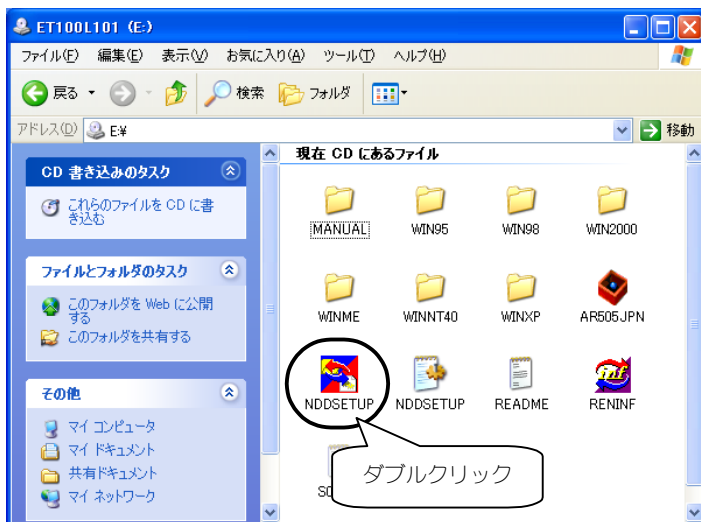 ET100L101 (E:)
ファイル(F) 編集(E) 表示(V) お気に入り(A) ツール(T) ヘルプ(H)
戻る 検索 フォルダ
アドレス(D) E:¥ 移動
CD 書き込みのタスク
これらのファイルを CD に書
き込む
ファイルとフォルダのタスク
このフォルダを Web に公開
する
このフォルダを共有する
その他
マイ コンピュータ
マイ ドキュメント
共有ドキュメント
マイ ネットワーク
現在 CD にあるファイル
MANUAL WIN95 WIN98 WIN2000
WINME WINNT40 WINXP AR505JPN
NDDSETUP NDDSETUP README RENINF
ダブルクリック